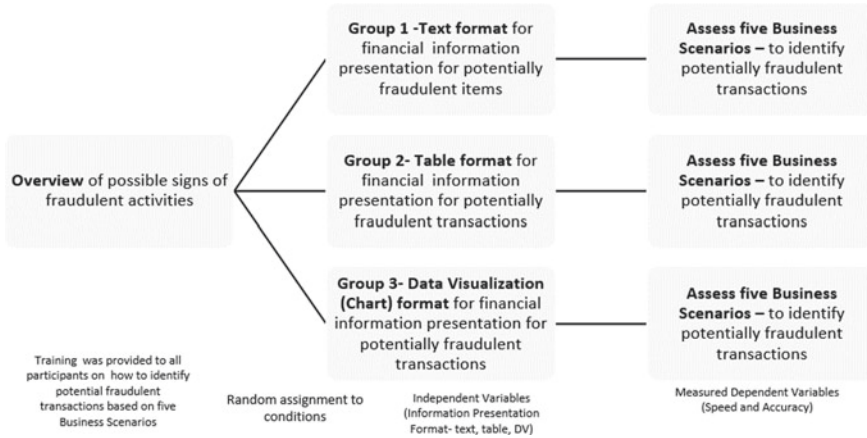 Overview of possible signs of
fraudulent activities
Group 1 -Text format for
financial information
presentation for potentially
fraudulent items
Assess five Business
Scenarios – to identify
potentially fraudulent
transactions
Group 2- Table format for
financial information
presentation for potentially
fraudulent transactions
Assess five Business
Scenarios – to identify
potentially fraudulent
transactions
Group 3- Data Visualization
(Chart) format for financial
information presentation for
potentially fraudulent
transactions
Assess five Business
Scenarios – to identify
potentially fraudulent
transactions
Training was provided to all
participants on how to identify
potential fraudulent
transactions based on five
Business Scenarios
Random assignment to
conditions
Independent Variables
(Information Presentation
Format- text, table, DV)
Measured Dependent Variables
(Speed and Accuracy)